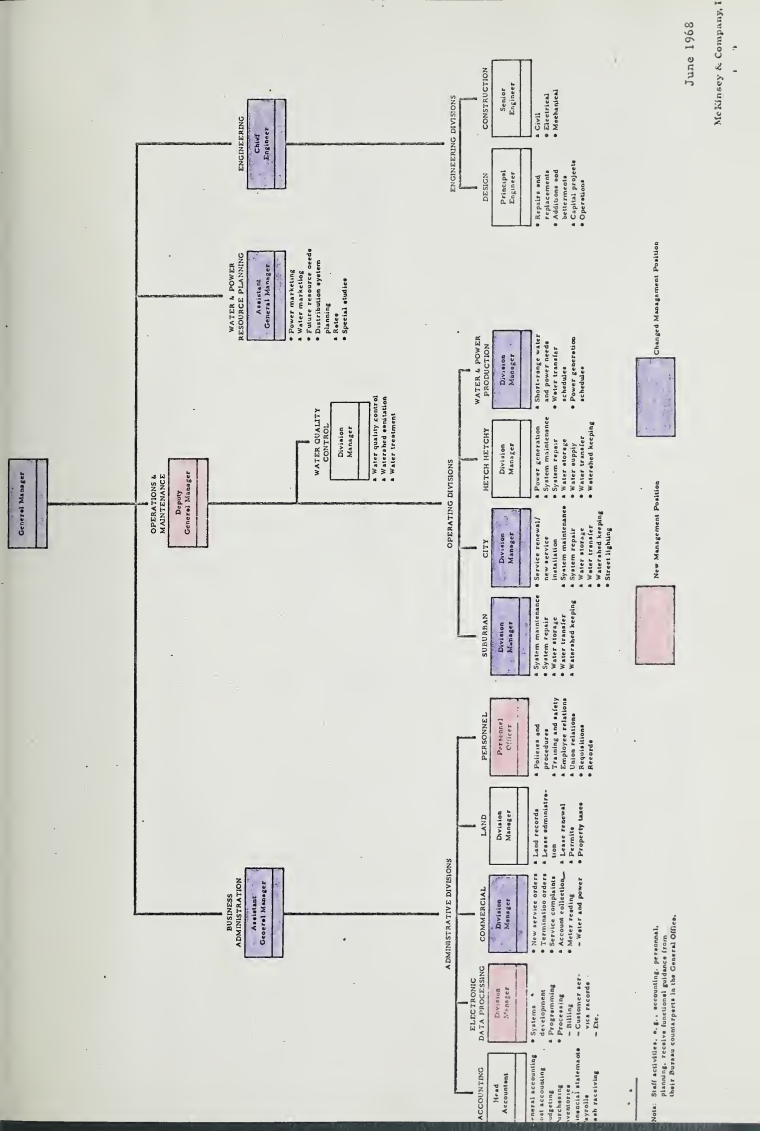 General Manager
BUSINESS
ADMINISTRATION
Assistant
General Manager
OPERATIONS &
MAINTENANCE
Deputy
General Manager
WATER & POWER
RESOURCE PLANNING
Assistant
General Manager
• Power marketing
• Water marketing
• Future resource needs
• Distribution system
planning
• Rates
• Special studies
ENGINEERING
Chief
Engineer
WATER QUALITY
CONTROL
Division
Manager
• Water quality control
• Watershed sanitation
• Water treatment
ADMINISTRATIVE DIVISIONS
ACCOUNTING
Head
Accountant
accounting
accounting
financial statements
receiving
ELECTRONIC
DATA PROCESSING
Division
Manager
• Systems
development
• Programming
• Processing
- Billing
- Customer ser-
vice records
- Etc.
COMMERCIAL
Division
Manager
• New service orders
• Termination orders
• Service complaints
• Account collection
• Meter reading
- Water and power
LAND
Division
Manager
• Land records
• Lease administra-
tion
• Lease renewal
• Permits
• Property taxes
PERSONNEL
Personnel
Officer
• Policies and
procedures
• Training and safety
• Employee relations
• Union relations
• Requisitions
• Records
OPERATING DIVISIONS
SUBURBAN
Division
Manager
• System maintenance
• System repair
• Water storage
• Water transfer
• Watershed keeping
CITY
Division
Manager
• Service renewal/
new service
installation
• System maintenance
• System repair
• Water storage
• Water transfer
• Watershed keeping
• Street lighting
HETCH HETCHY
Division
Manager
• Power generation
• System maintenance
• System repair
• Water storage
• Water supply
• Water transfer
• Watershed keeping
WATER & POWER
PRODUCTION
Division
Manager
• Short-range water
and power needs
• Water transfer
schedules
• Power generation
schedules
ENGINEERING DIVISIONS
DESIGN
Principal
Engineer
• Repairs and
replacements
• Additions and
betterments
• Capital projects
• Operations
CONSTRUCTION
Senior
Engineer
• Civil
• Electrical
• Mechanical
New Management Position
Changed Management Position
Note: Staff activities, e.g., accounting, personnel,
planning, receive functional guidance from
their Bureau counterparts in the General Office.
June 1968
McKinsey & Company, I